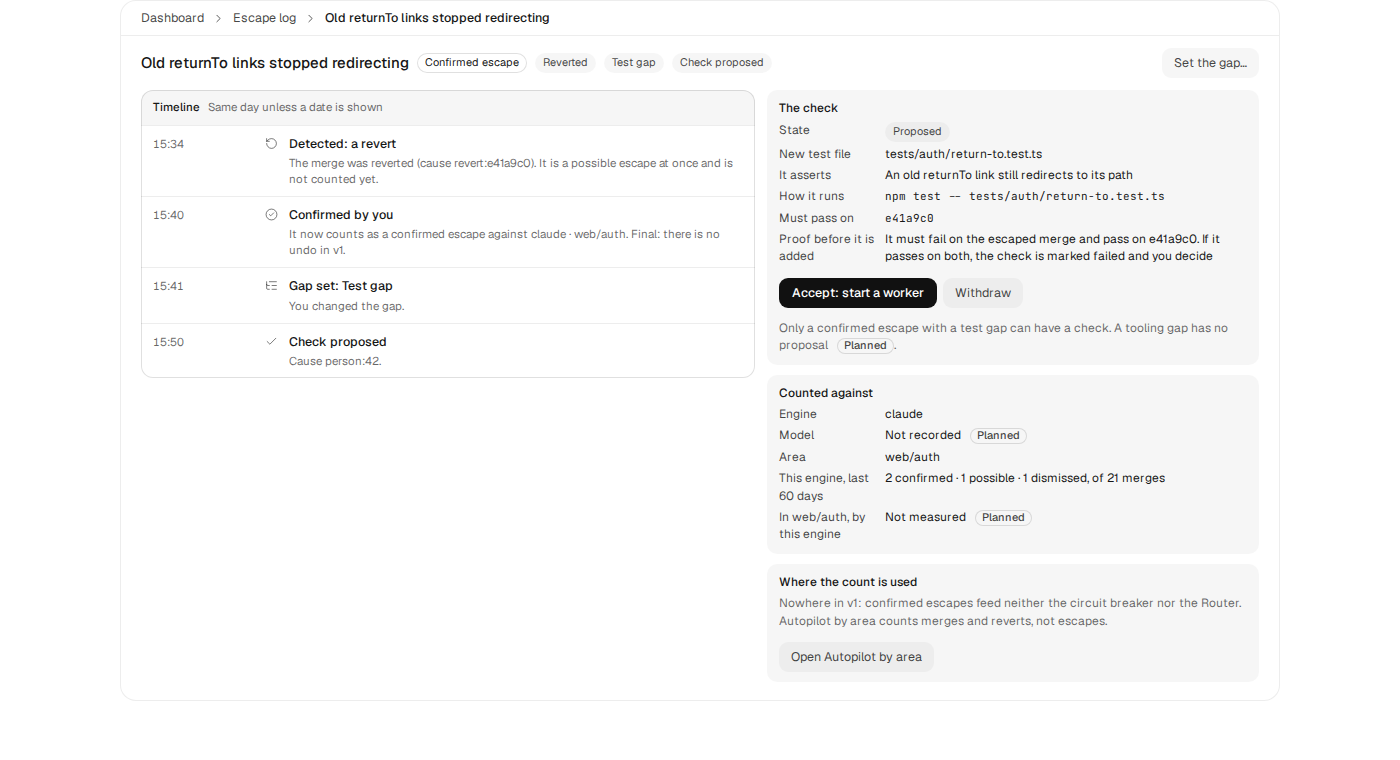 Dashboard > Escape log > Old returnTo links stopped redirecting
Old returnTo links stopped redirecting Confirmed escape Reverted Test gap Check proposed Set the gap…
Timeline Same day unless a date is shown
15:34 Detected: a revert
The merge was reverted (cause revert:e41a9c0). It is a possible escape at once and is
not counted yet.
15:40 Confirmed by you
It now counts as a confirmed escape against claude · web/auth. Final: there is no
undo in v1.
15:41 Gap set: Test gap
You changed the gap.
15:50 Check proposed
Cause person:42.
The check
State Proposed
New test file tests/auth/return-to.test.ts
It asserts An old returnTo link still redirects to its path
How it runs npm test -- tests/auth/return-to.test.ts
Must pass on e41a9c0
Proof before it is It must fail on the escaped merge and pass on e41a9c0. If it
added passes on both, the check is marked failed and you decide
Accept: start a worker Withdraw
Only a confirmed escape with a test gap can have a check. A tooling gap has no
proposal Planned.
Counted against
Engine claude
Model Not recorded Planned
Area web/auth
This engine, last 2 confirmed · 1 possible · 1 dismissed, of 21 merges
60 days
In web/auth, by Not measured Planned
this engine
Where the count is used
Nowhere in v1: confirmed escapes feed neither the circuit breaker nor the Router.
Autopilot by area counts merges and reverts, not escapes.
Open Autopilot by area